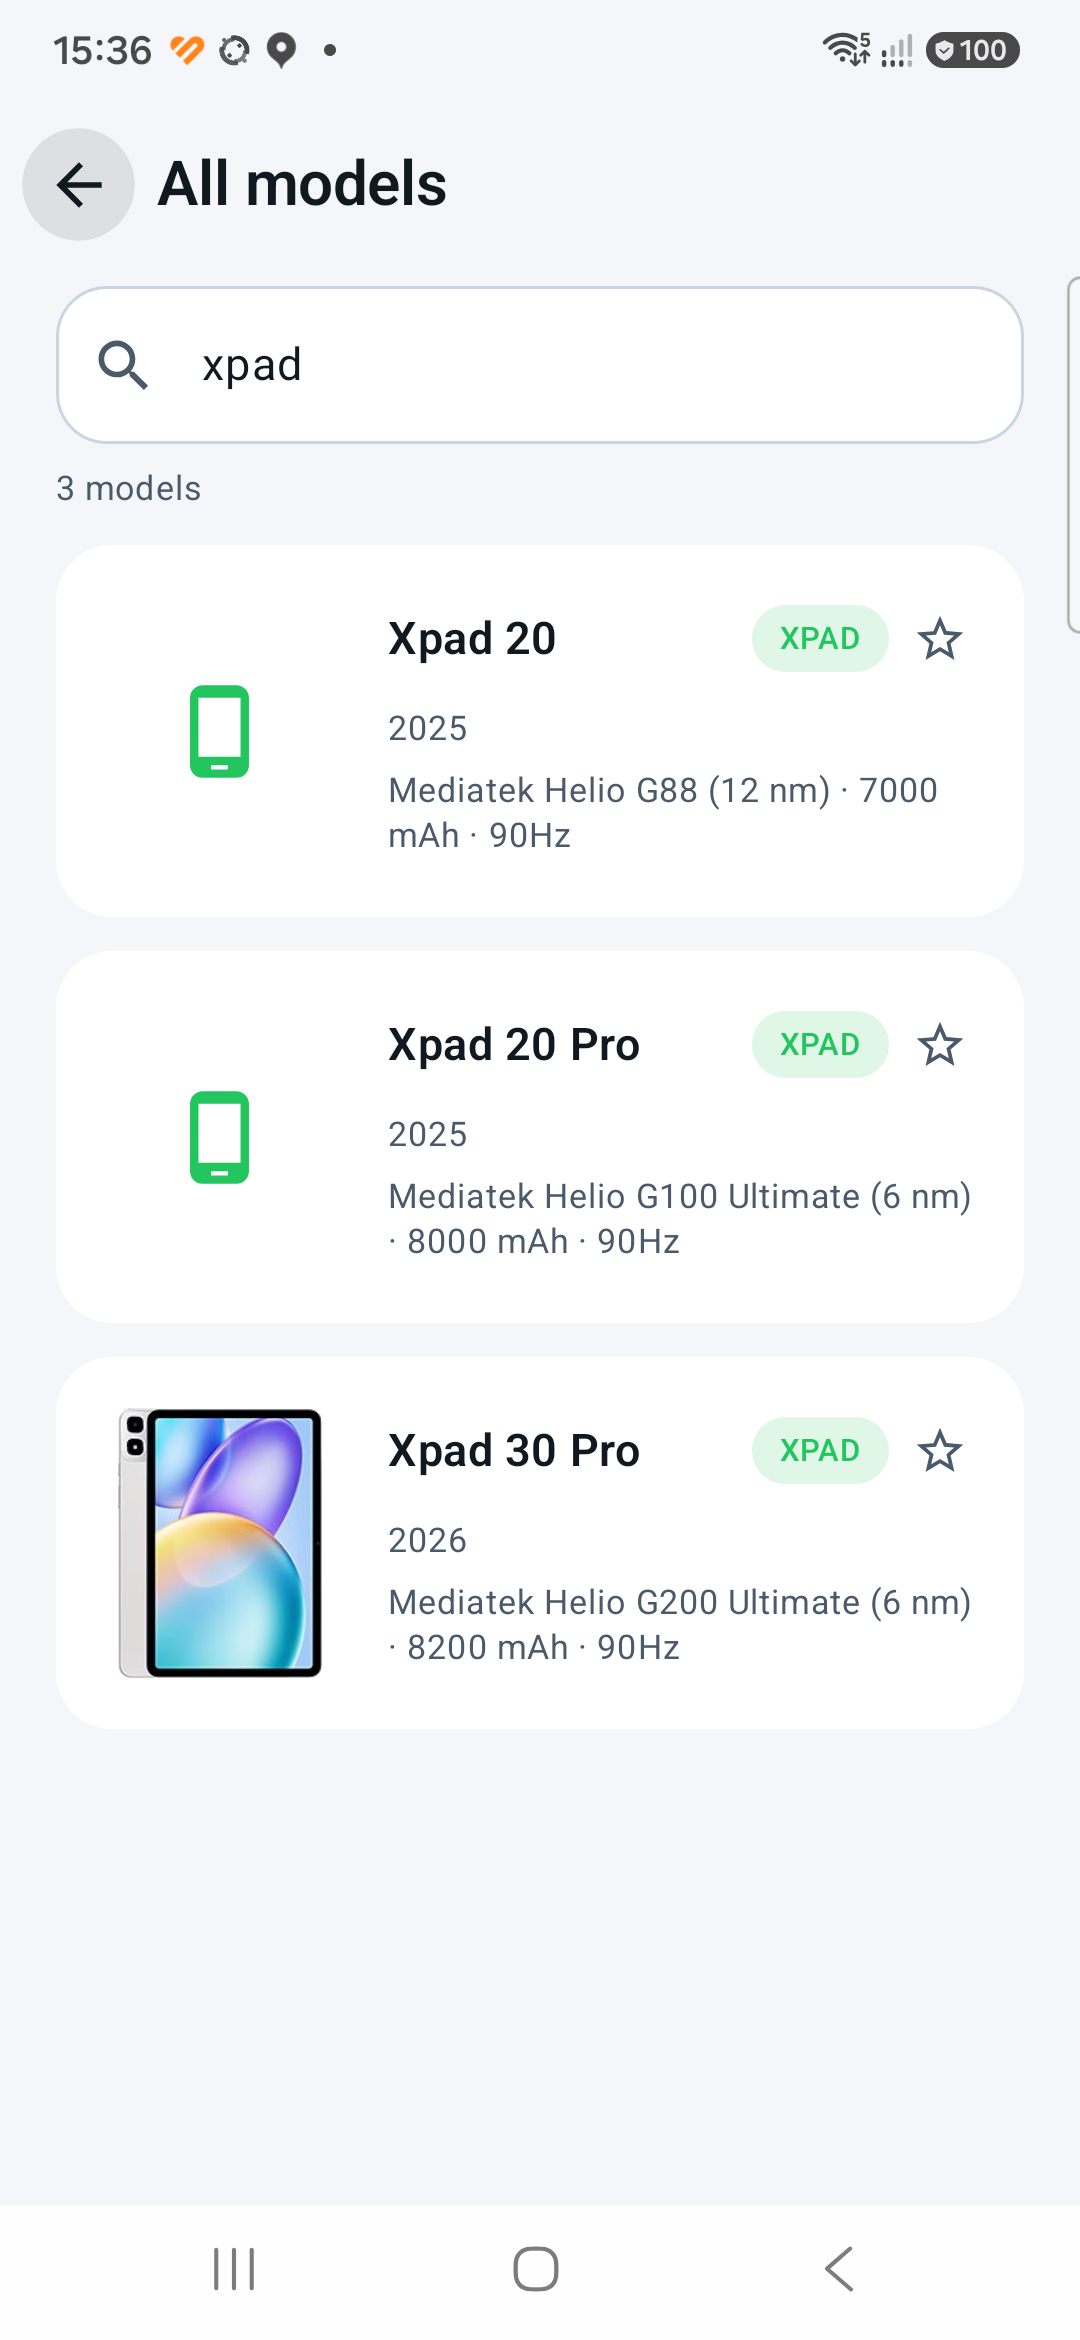 15:36
5
100
All models
xpad
3 models
Xpad 20
XPAD
2025
Mediatek Helio G88 (12 nm) · 7000
mAh · 90Hz
Xpad 20 Pro
XPAD
2025
Mediatek Helio G100 Ultimate (6 nm)
· 8000 mAh · 90Hz
Xpad 30 Pro
XPAD
2026
Mediatek Helio G200 Ultimate (6 nm)
· 8200 mAh · 90Hz